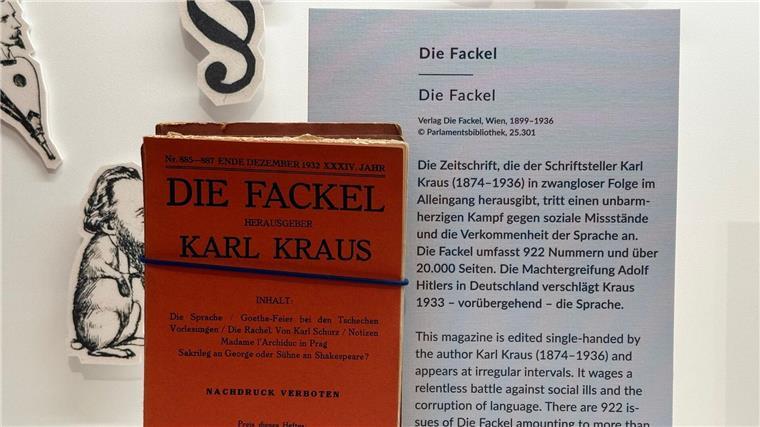 §
Nr. 885—887 ENDE DEZEMBER 1932 XXXIV. JAHR
DIE FACKEL
HERAUSGEBER
KARL KRAUS
INHALT:
Die Sprache / Goethe-Feier bei den Tschechen
Vorlesungen / Die Rachel. Von Karl Schurz / Notizen
Madame l'Archiduc in Prag
Sakrileg an George oder Sühne an Shakespeare?
NACHDRUCK VERBOTEN
Preis dieses Heftes:
Die Fackel
Die Fackel
Verlag Die Fackel, Wien, 1899–1936
© Parlamentsbibliothek, 25.301
Die Zeitschrift, die der Schriftsteller Karl
Kraus (1874–1936) in zwangloser Folge im
Alleingang herausgibt, tritt einen unbarm-
herzigen Kampf gegen soziale Missstände
und die Verkommenheit der Sprache an.
Die Fackel umfasst 922 Nummern und über
20.000 Seiten. Die Machtergreifung Adolf
Hitlers in Deutschland verschlägt Kraus
1933 – vorübergehend – die Sprache.
This magazine is edited single-handed by
the author Karl Kraus (1874–1936) and
appears at irregular intervals. It wages a
relentless battle against social ills and the
corruption of language. There are 922 is-
sues of Die Fackel amounting to more than